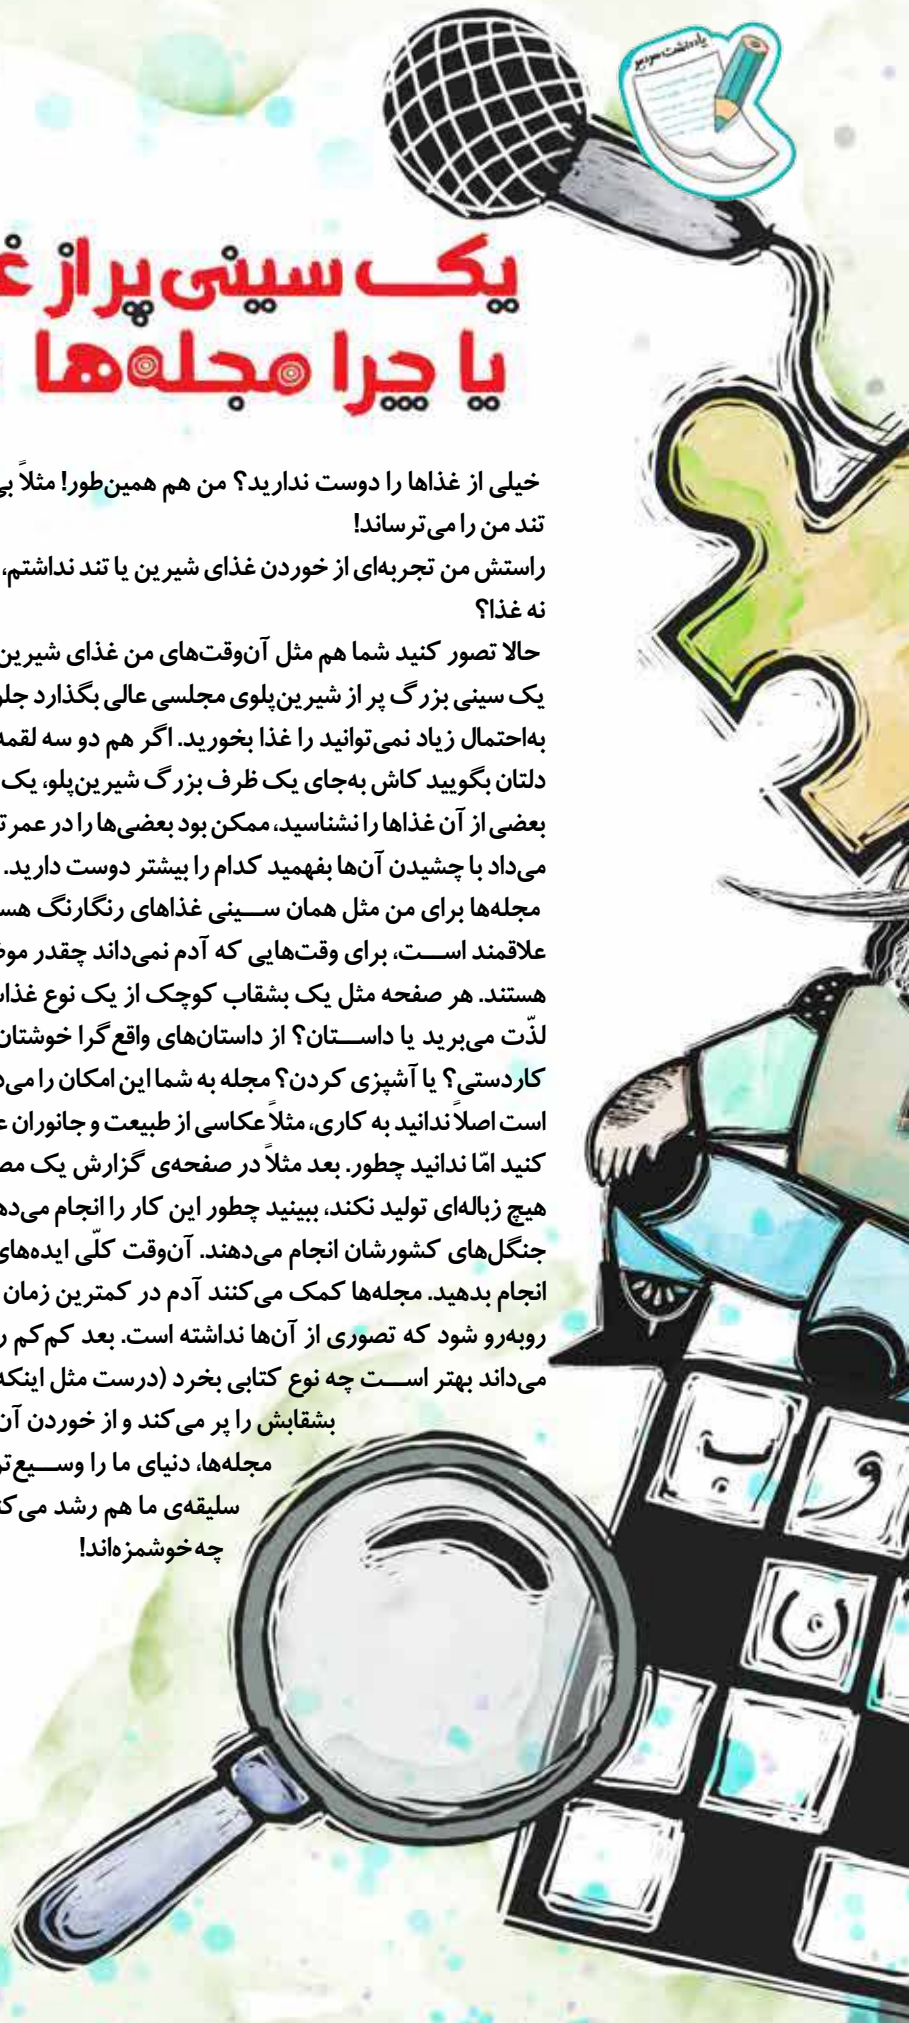 یادداشت سردبیر
یک سینی پر از
یا چرا مجله‌ها
خیلی از غذاها را دوست ندارید؟ من هم همین‌طور! مثلاً
تند من را می‌ترساند!
راستش من تجربه‌ای از خوردن غذای شیرین یا تند نداشتم،
نه غذا؟
حالا تصور کنید شما هم مثل آن‌وقت‌های من غذای شیرین
یک سینی بزرگ پر از شیرین‌پلوی مجلسی عالی بگذارد
به‌احتمال زیاد نمی‌توانید را غذا بخورید. اگر هم دو سه لقمه
دلتان بگویید کاش به‌جای یک ظرف بزرگ شیرین‌پلو، یک
بعضی از آن غذاها را نشناسید، ممکن بود بعضی‌ها را در عمر
می‌داد با چشیدن آن‌ها بفهمید کدام را بیشتر دوست دارید.
مجله‌ها برای من مثل همان سینی غذاهای رنگارنگ
علاقمند است، برای وقت‌هایی که آدم نمی‌داند چقدر
هستند. هر صفحه مثل یک بشقاب کوچک از یک نوع
لذّت می‌برید یا داستان؟ از داستان‌های واقع‌گرا خوشتان
کاردستی؟ یا آشپزی کردن؟ مجله به شما این امکان را
است اصلاً ندانید به کاری، مثلاً عکاسی از طبیعت و جانوران
کنید امّا ندانید چطور. بعد مثلاً در صفحه‌ی گزارش یک
هیچ زباله‌ای تولید نکند، ببینید چطور این کار را انجام
جنگل‌های کشورشان انجام می‌دهند. آن‌وقت کلّی ایده‌های
انجام بدهید. مجله‌ها کمک می‌کنند آدم در کمترین زمان
روبه‌رو شود که تصوری از آن‌ها نداشته است. بعد کم‌کم
می‌داند بهتر است چه نوع کتابی بخرد (درست مثل اینکه
بشقابش را پر می‌کند و از خوردن
مجله‌ها، دنیای ما را وسیع‌تر
سلیقه‌ی ما هم رشد
چه خوشمزه‌اند!
ب
و
ن